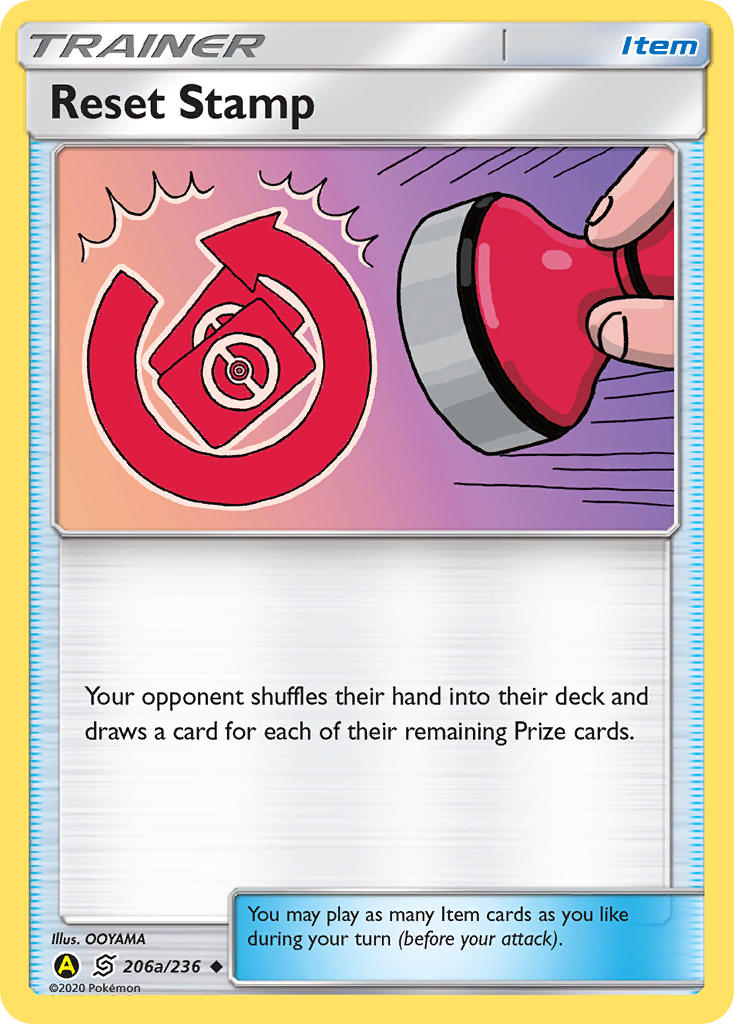 TRAINER Item
Reset Stamp
Your opponent shuffles their hand into their deck and
draws a card for each of their remaining Prize cards.
You may play as many Item cards as you like
during your turn (before your attack).
Illus. OOYAMA
A 206a/236
©2020 Pokémon